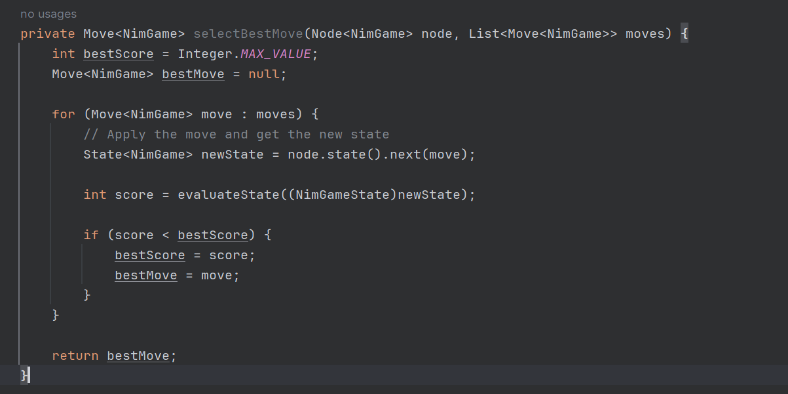 no usages
private Move<NimGame> selectBestMove(Node<NimGame> node, List<Move<NimGame>> moves) {
    int bestScore = Integer.MAX_VALUE;
    Move<NimGame> bestMove = null;

    for (Move<NimGame> move : moves) {
        // Apply the move and get the new state
        State<NimGame> newState = node.state().next(move);

        int score = evaluateState((NimGameState)newState);

        if (score < bestScore) {
            bestScore = score;
            bestMove = move;
        }
    }

    return bestMove;
}